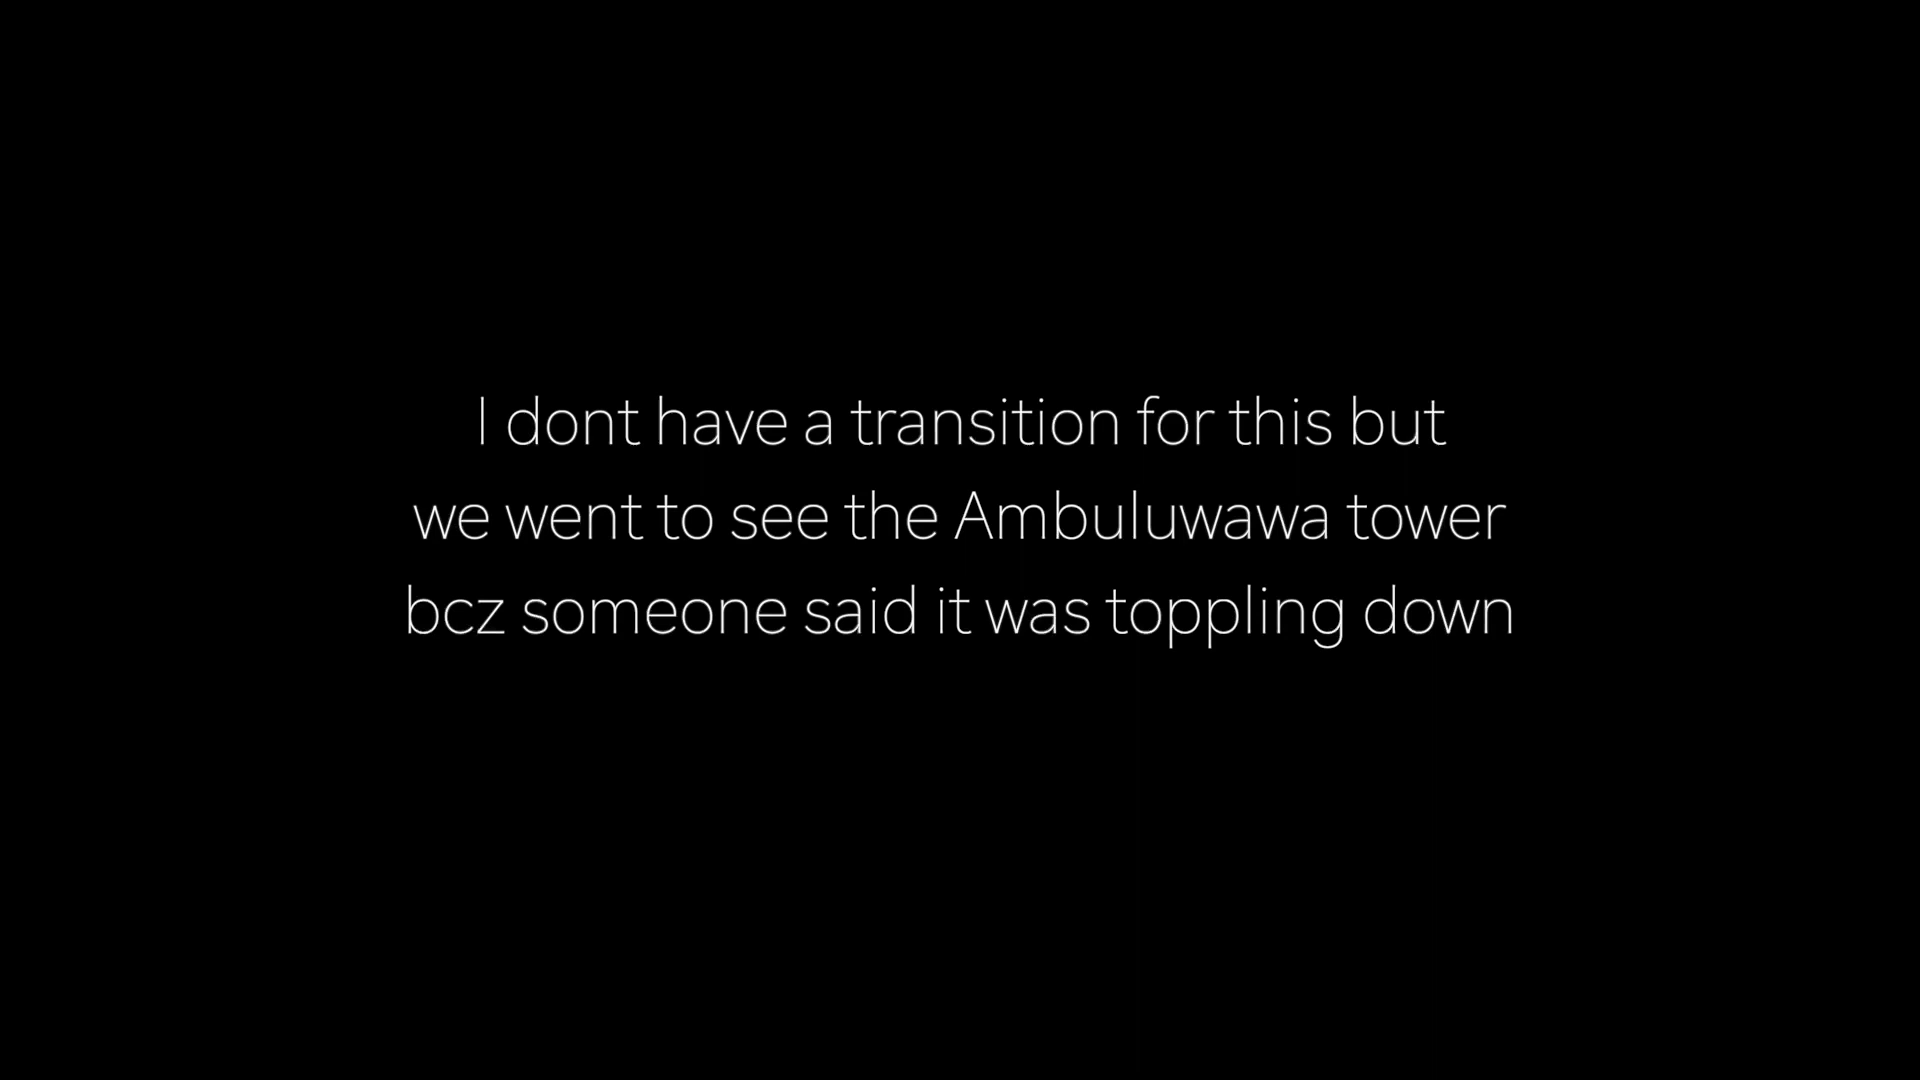 I dont have a transition for this but
we went to see the Ambuluwawa tower
bcz someone said it was toppling down